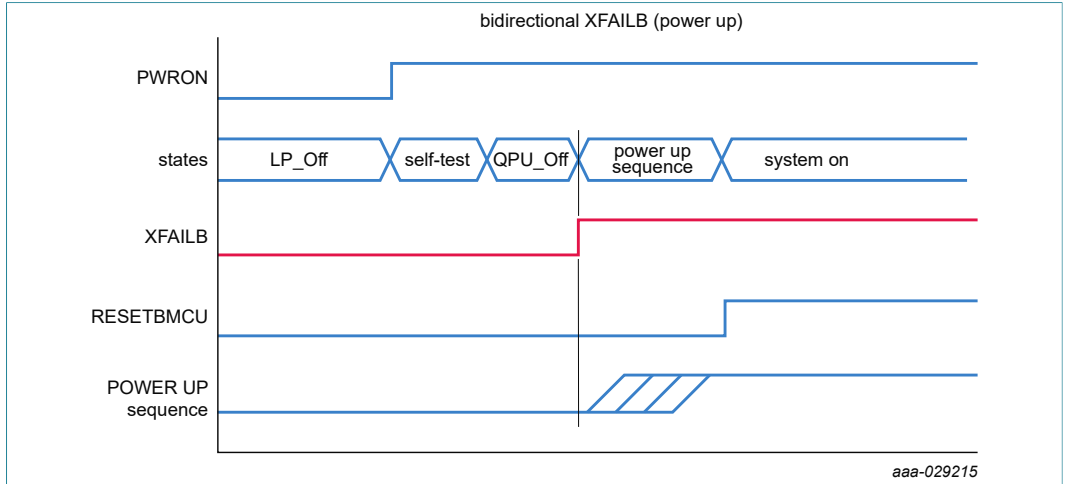 bidirectional XFAILB (power up)
PWRON
states
LP_Off
self-test
QPU_Off
power up
sequence
system on
XFAILB
RESETBMCU
POWER UP
sequence
aaa-029215